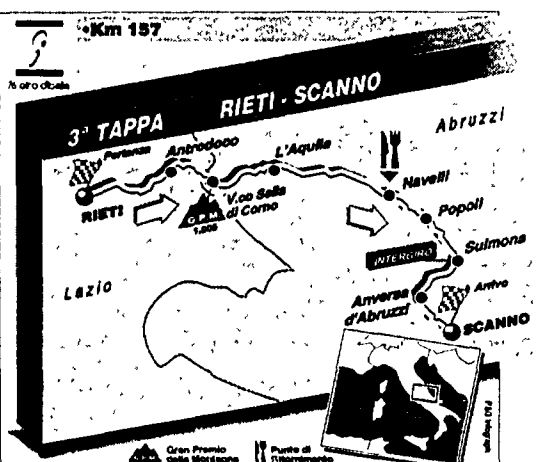 •Km 157
3ª TAPPA RIETI - SCANNO
Abruzzi
Partenza
Antrodoco
L'Aquila
RIETI
V.co Sella
di Corno
G.P.M.
Navelli
Popoli
Sulmona
INTERGIRO
Lazio
Anversa
d'Abruzzi
Arrivo
SCANNO
Gran Premio
della Montagna
Punto di
Rifornimento